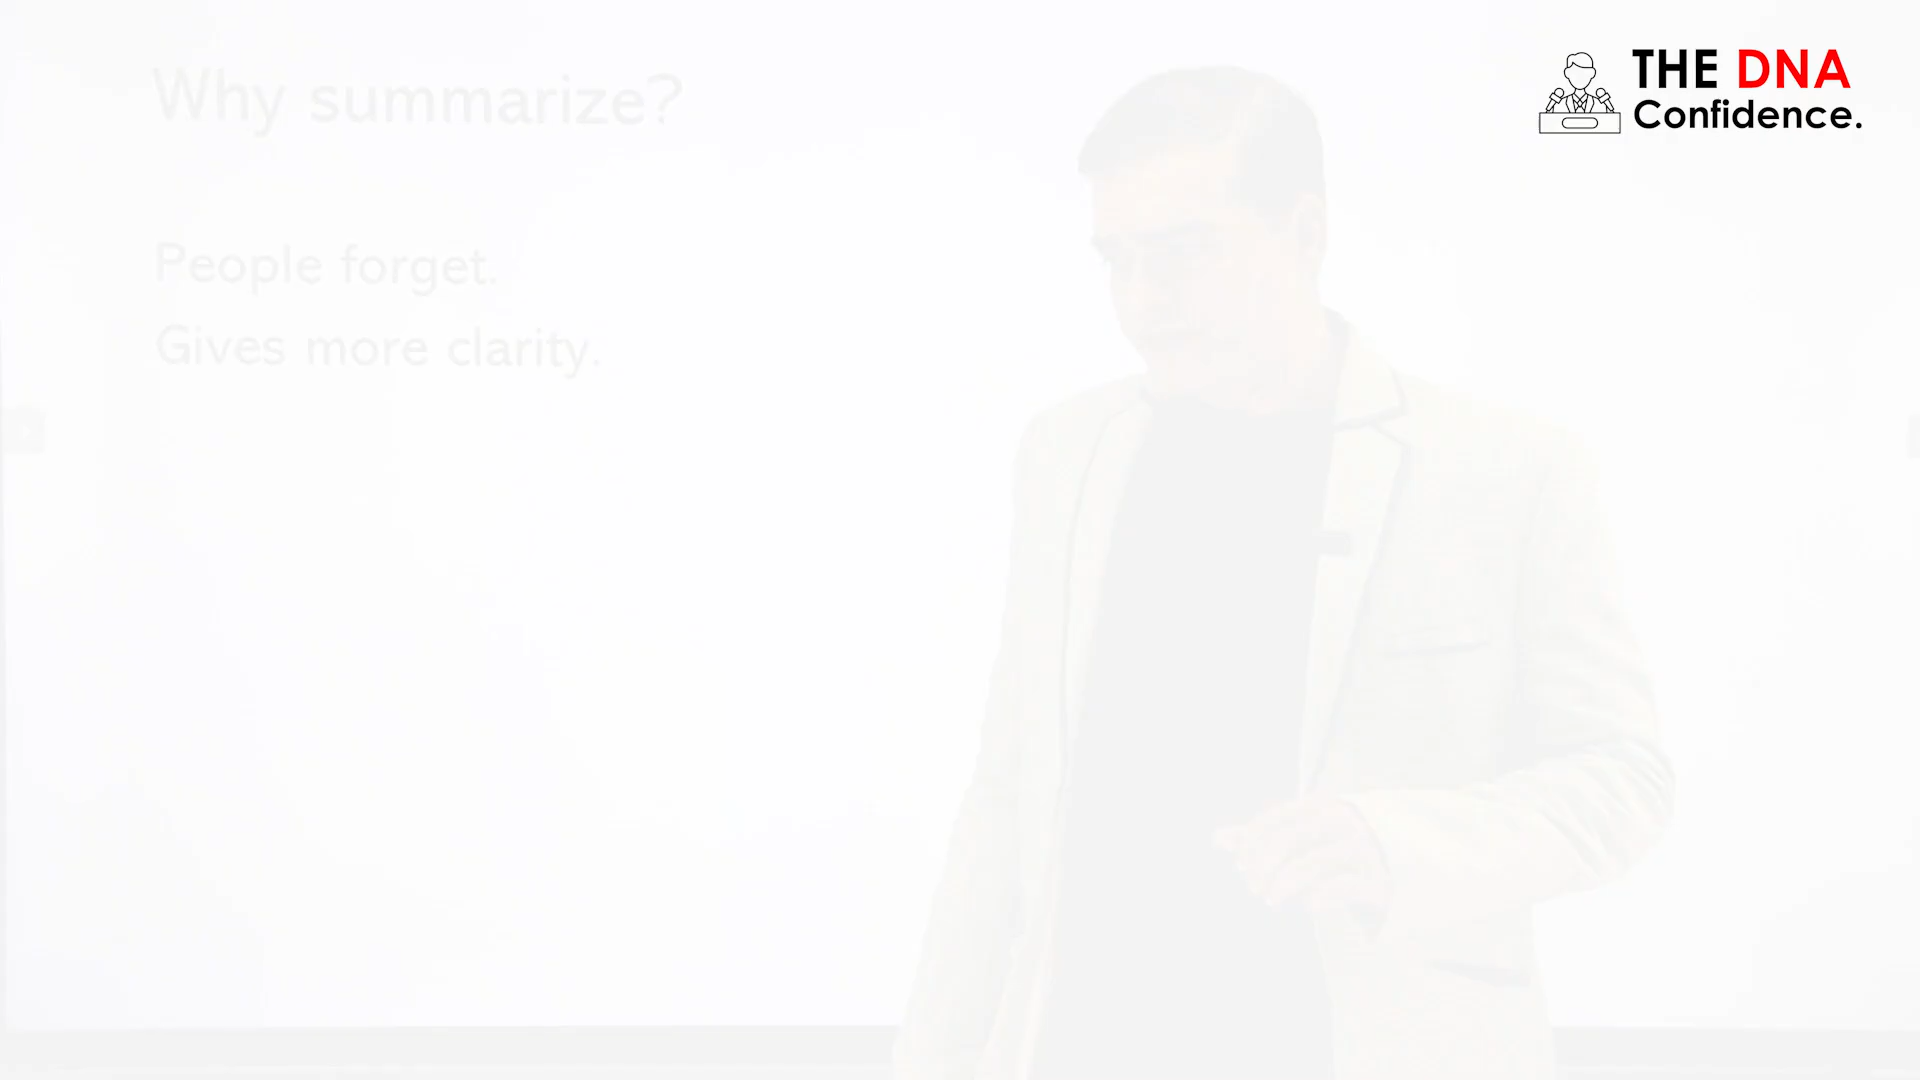 Why summarize?
People forget.
Gives more clarity.
THE DNA
Confidence.